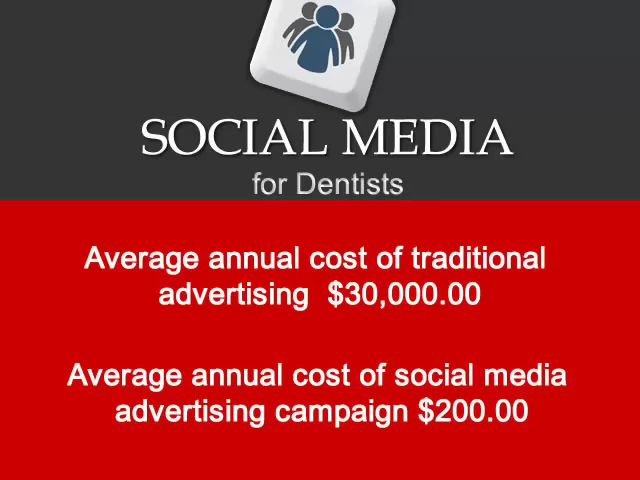 SOCIAL MEDIA
for Dentists
Average annual cost of traditional
advertising  $30,000.00
Average annual cost of social media
advertising campaign $200.00